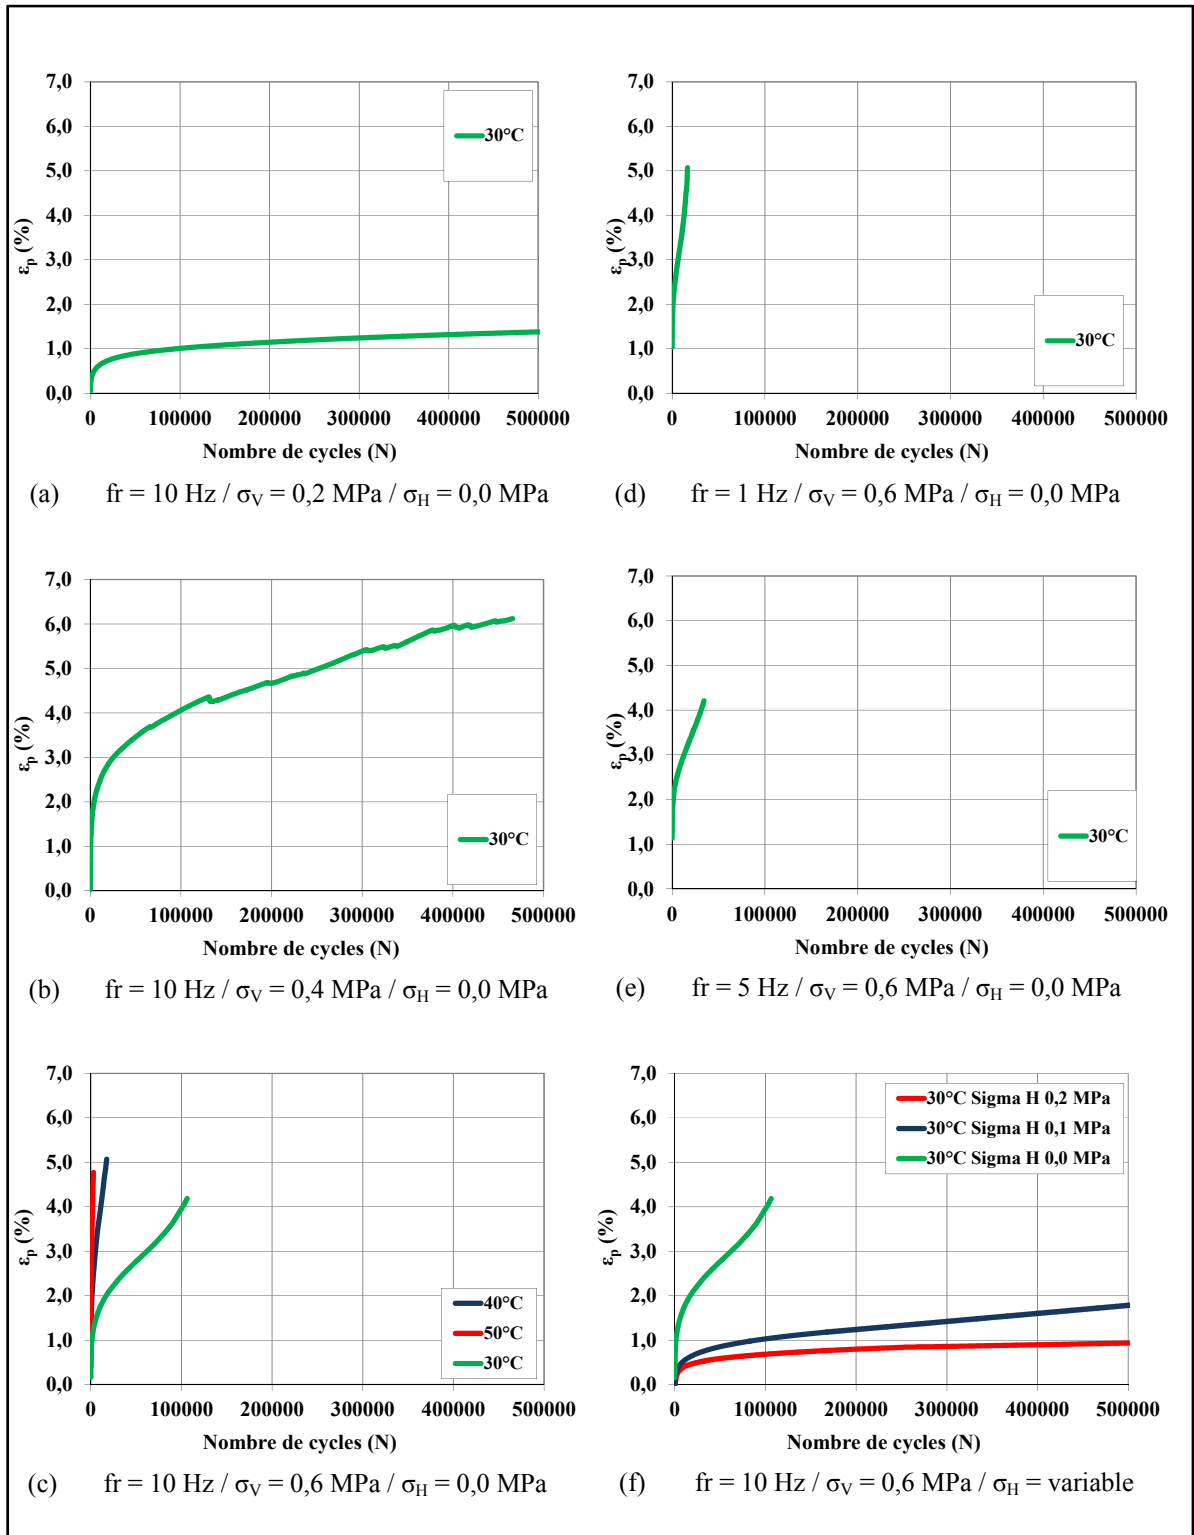 7,0
6,0
5,0
4,0
3,0
2,0
1,0
0,0
εp (%)
30°C
0 100000 200000 300000 400000 500000
Nombre de cycles (N)
(a) fr = 10 Hz / σV = 0,2 MPa / σH = 0,0 MPa
7,0
6,0
5,0
4,0
3,0
2,0
1,0
0,0
εp (%)
30°C
0 100000 200000 300000 400000 500000
Nombre de cycles (N)
(d) fr = 1 Hz / σV = 0,6 MPa / σH = 0,0 MPa
7,0
6,0
5,0
4,0
3,0
2,0
1,0
0,0
εp (%)
30°C
0 100000 200000 300000 400000 500000
Nombre de cycles (N)
(b) fr = 10 Hz / σV = 0,4 MPa / σH = 0,0 MPa
7,0
6,0
5,0
4,0
3,0
2,0
1,0
0,0
εp (%)
30°C
0 100000 200000 300000 400000 500000
Nombre de cycles (N)
(e) fr = 5 Hz / σV = 0,6 MPa / σH = 0,0 MPa
7,0
6,0
5,0
4,0
3,0
2,0
1,0
0,0
εp (%)
40°C
50°C
30°C
0 100000 200000 300000 400000 500000
Nombre de cycles (N)
(c) fr = 10 Hz / σV = 0,6 MPa / σH = 0,0 MPa
7,0
6,0
5,0
4,0
3,0
2,0
1,0
0,0
εp (%)
30°C Sigma H 0,2 MPa
30°C Sigma H 0,1 MPa
30°C Sigma H 0,0 MPa
0 100000 200000 300000 400000 500000
Nombre de cycles (N)
(f) fr = 10 Hz / σV = 0,6 MPa / σH = variable